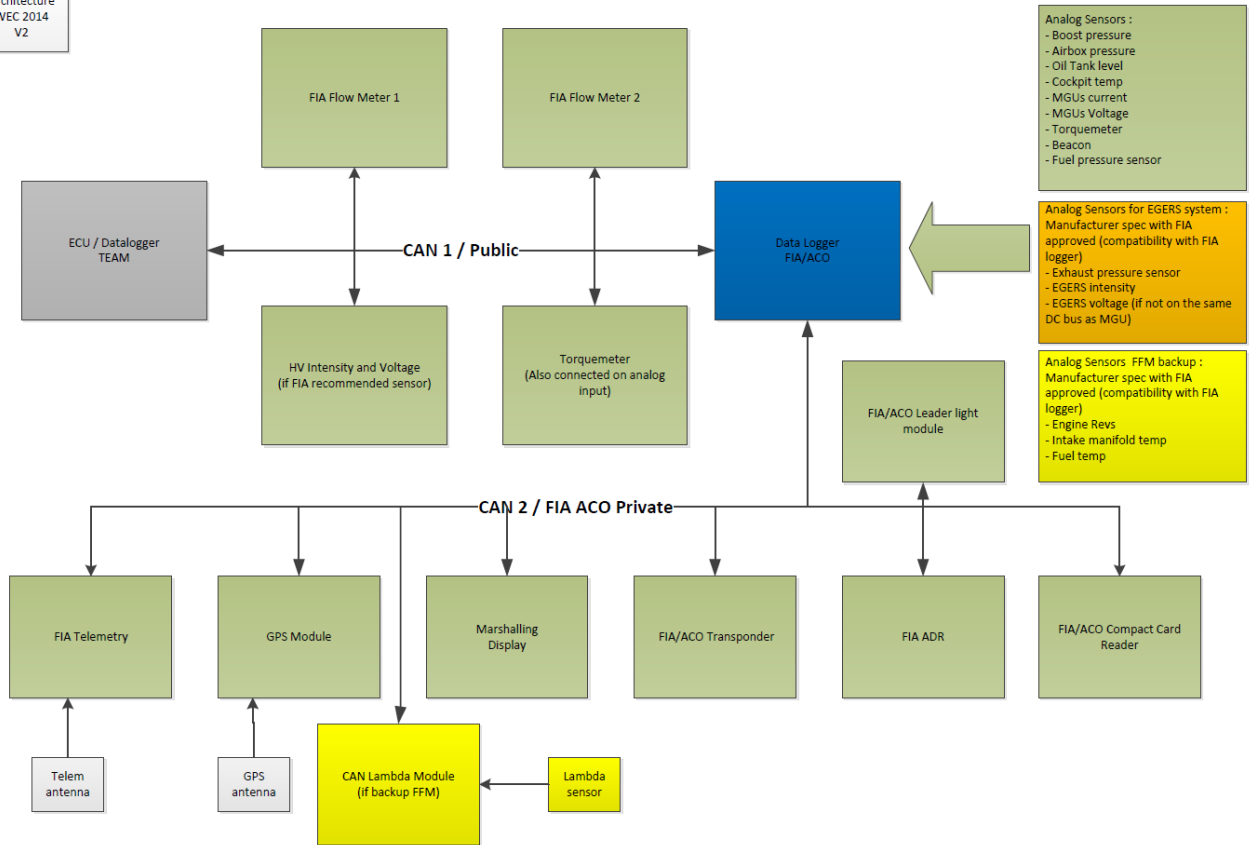 WEC 2014
V2
FIA Flow Meter 1
FIA Flow Meter 2
Analog Sensors :
- Boost pressure
- Airbox pressure
- Oil Tank level
- Cockpit temp
- MGUs current
- MGUs Voltage
- Torquemeter
- Beacon
- Fuel pressure sensor
ECU / Datalogger
TEAM
CAN 1 / Public
Data Logger
FIA/ACO
Analog Sensors for EGERS system :
Manufacturer spec with FIA
approved (compatibility with FIA
logger)
- Exhaust pressure sensor
- EGERS intensity
- EGERS voltage (if not on the same
DC bus as MGU)
HV Intensity and Voltage
(if FIA recommended sensor)
Torquemeter
(Also connected on analog
input)
FIA/ACO Leader light
module
Analog Sensors  FFM backup :
Manufacturer spec with FIA
approved (compatibility with FIA
logger)
- Engine Revs
- Intake manifold temp
- Fuel temp
CAN 2 / FIA ACO Private
FIA Telemetry
GPS Module
Marshalling
Display
FIA/ACO Transponder
FIA ADR
FIA/ACO Compact Card
Reader
Telem
antenna
GPS
antenna
CAN Lambda Module
(if backup FFM)
Lambda
sensor